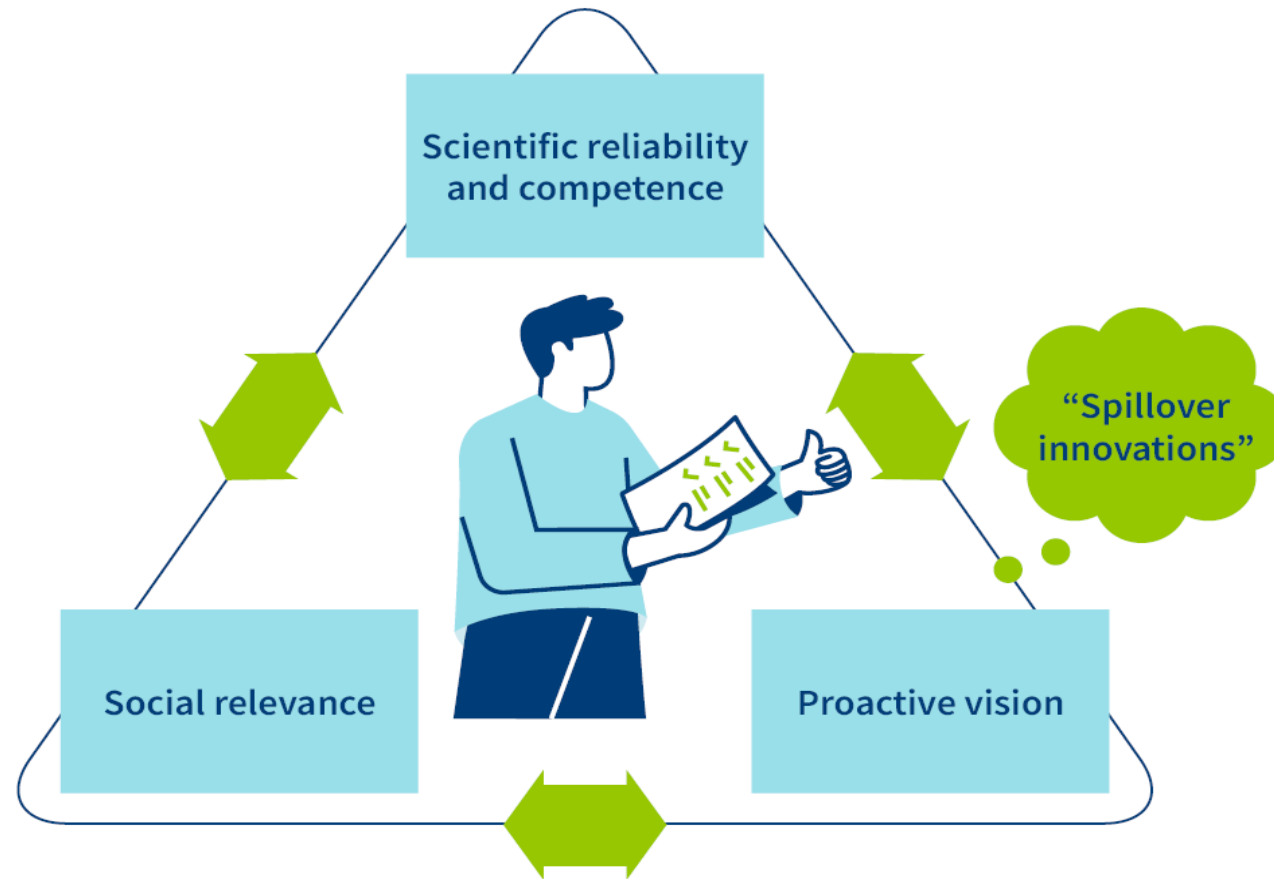 Scientific reliability
and competence
“Spillover
innovations”
Social relevance
Proactive vision